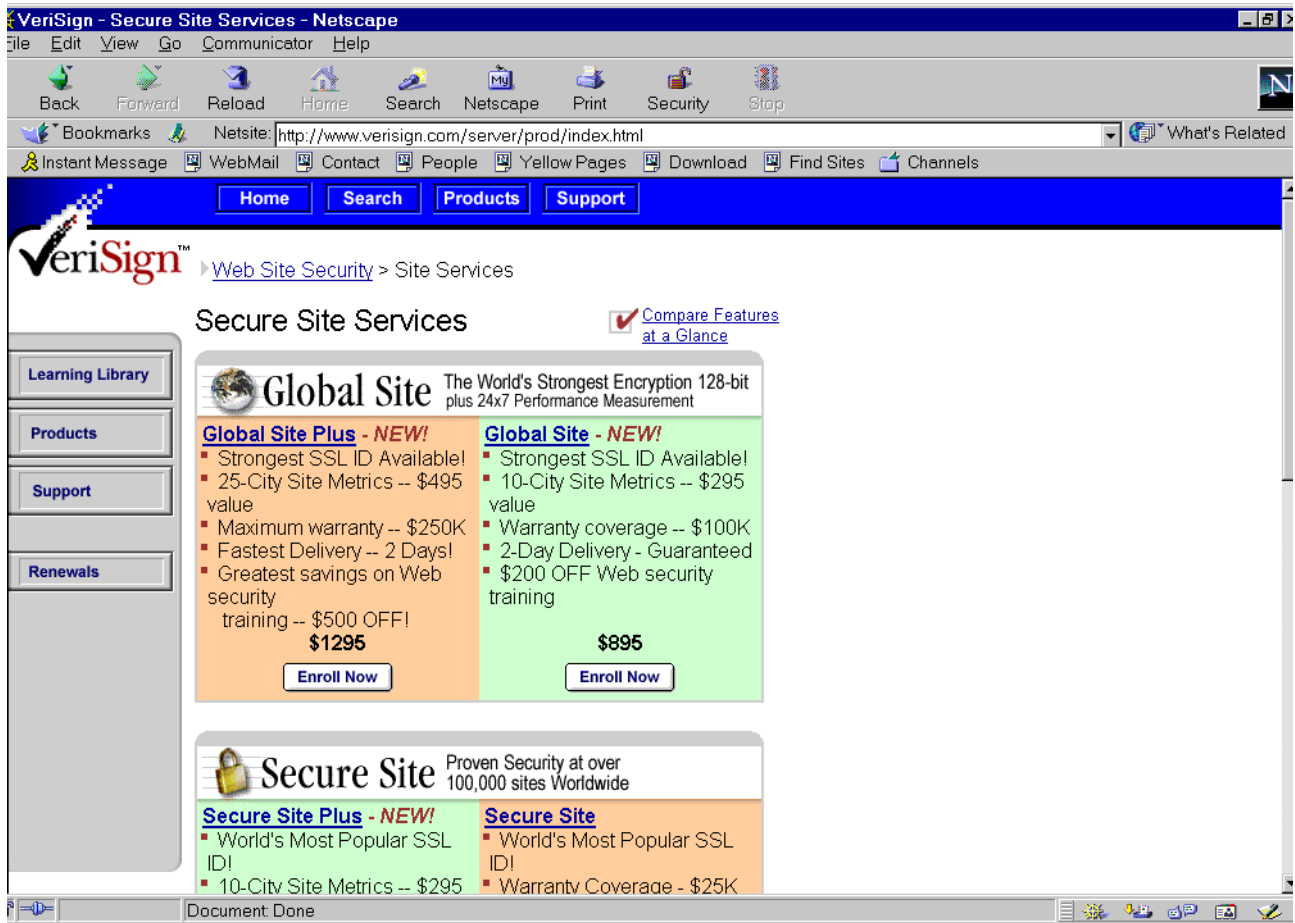 VeriSign - Secure Site Services - Netscape
File Edit View Go Communicator Help
My
N
Back Forward Reload Home Search Netscape Print Security Stop
Bookmarks Netsite: http://www.verisign.com/server/prod/index.html What's Related
Instant Message WebMail Contact People Yellow Pages Download Find Sites Channels
Home Search Products Support
VeriSign™
Web Site Security > Site Services
Secure Site Services
Compare Features
at a Glance
Learning Library
Products
Support
Renewals
Global Site
The World's Strongest Encryption 128-bit
plus 24x7 Performance Measurement
Global Site Plus - NEW!
Strongest SSL ID Available!
25-City Site Metrics -- $495
value
Maximum warranty -- $250K
Fastest Delivery -- 2 Days!
Greatest savings on Web
security
training -- $500 OFF!
$1295
Enroll Now
Global Site - NEW!
Strongest SSL ID Available!
10-City Site Metrics -- $295
value
Warranty coverage -- $100K
2-Day Delivery - Guaranteed
$200 OFF Web security
training
$895
Enroll Now
Secure Site
Proven Security at over
100,000 sites Worldwide
Secure Site Plus - NEW!
World's Most Popular SSL
ID!
10-City Site Metrics -- $295
Secure Site
World's Most Popular SSL
ID!
Warranty Coverage - $25K
Document: Done